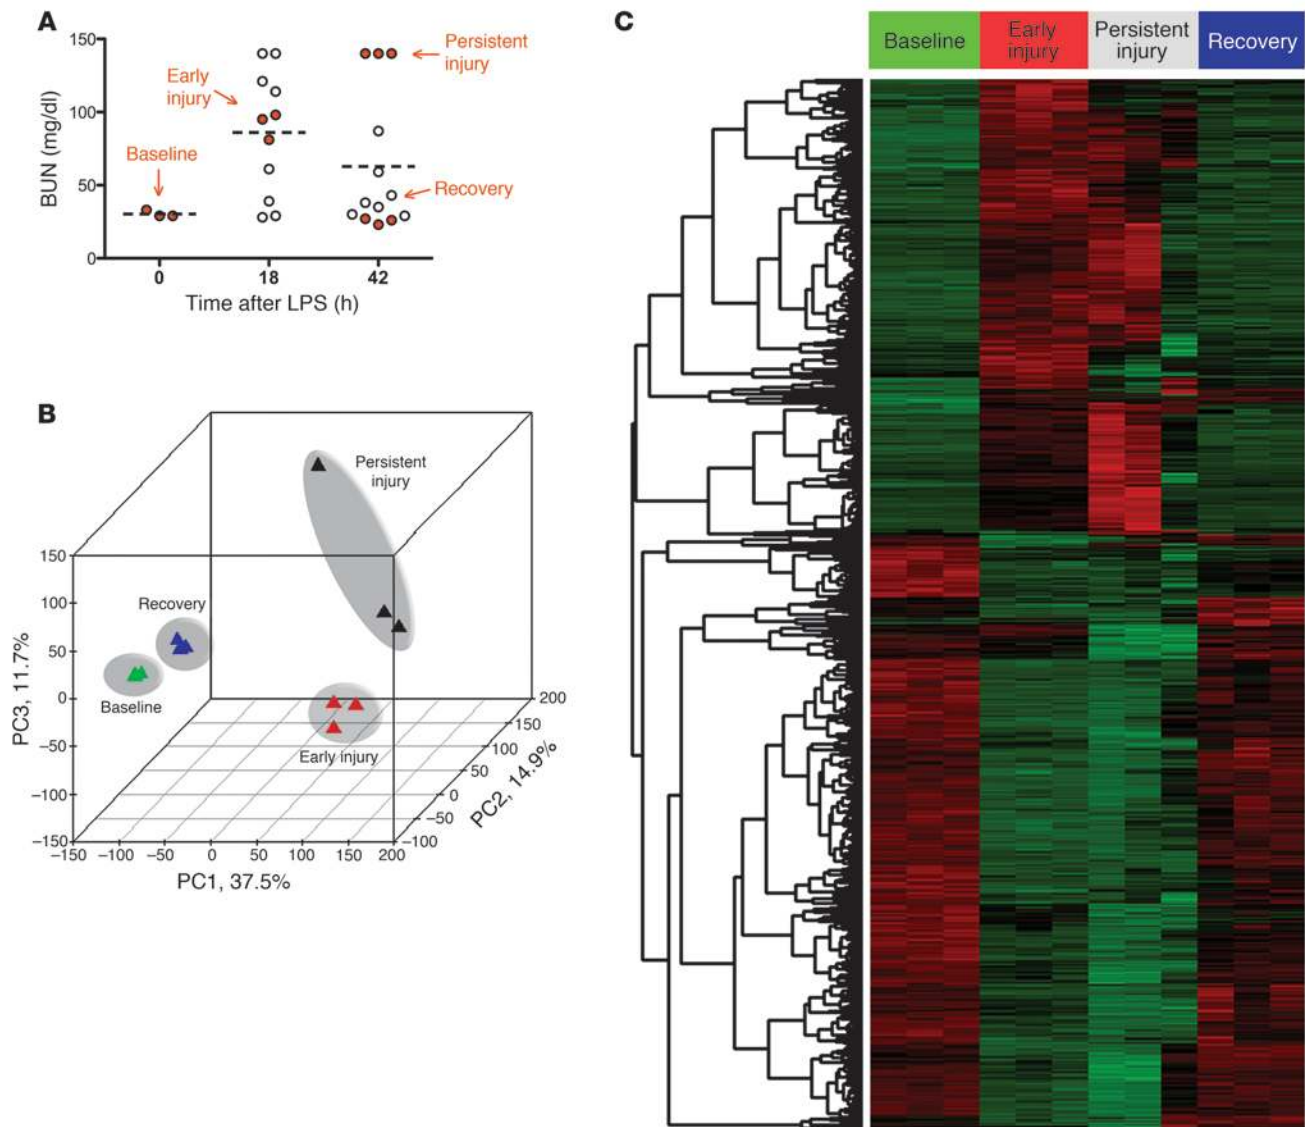 A
150
100
50
0
BUN (mg/dl)
Baseline
Early
injury
Persistent
injury
Recovery
0 18 42
Time after LPS (h)
B
Persistent
injury
Recovery
Baseline
Early injury
150
100
50
0
−50
−100
−150
PC3, 11.7%
−150 −100 −50 0 50 100 150 200
PC1, 37.5%
200
150
100
50
0
−50
−100
PC2, 14.9%
C
Baseline
Early
injury
Persistent
injury
Recovery